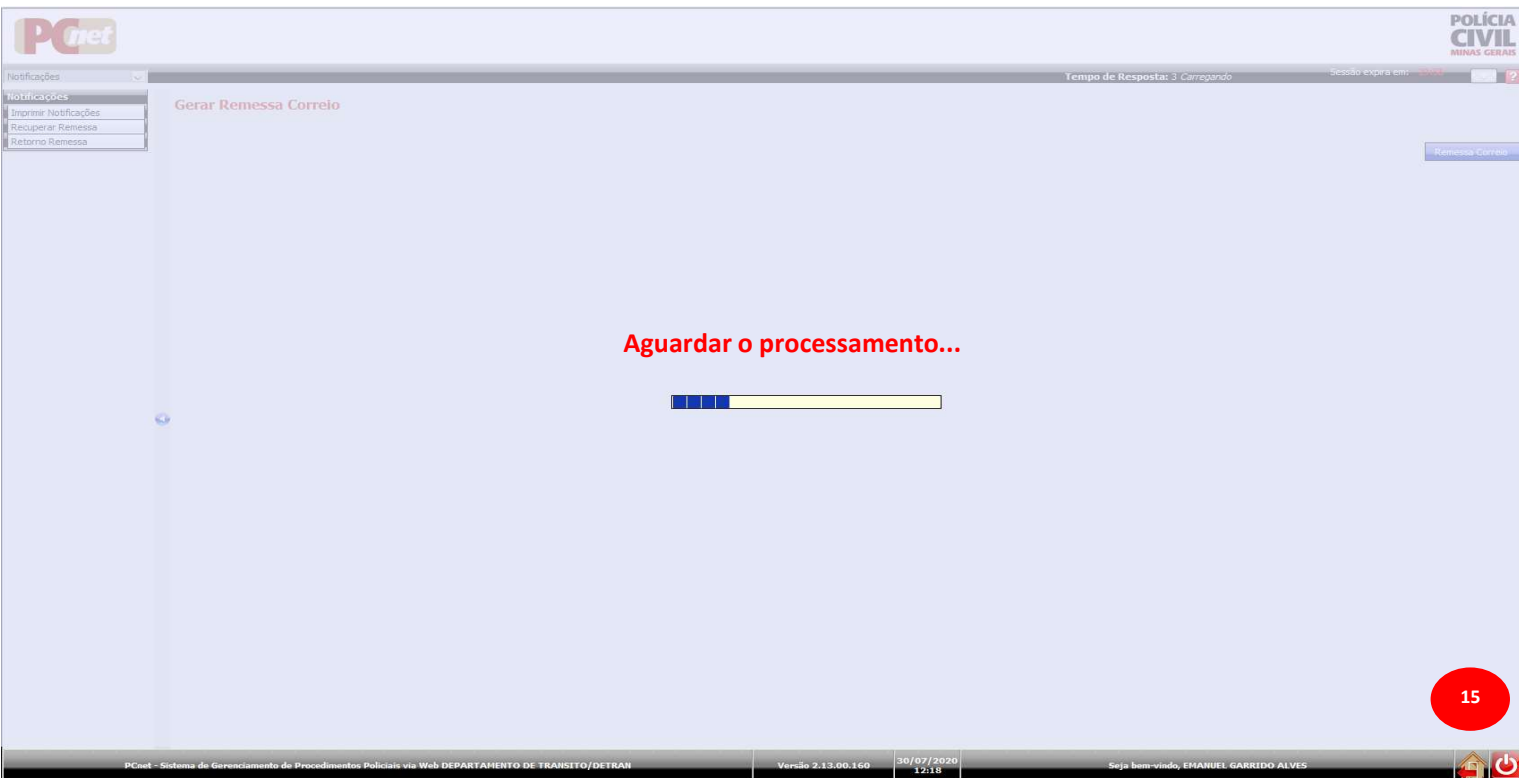 PCnet
POLÍCIA
CIVIL
MINAS GERAIS
Notificações
Tempo de Resposta: 3 Carregando
Sessão expira em:
?
Notificações
Imprimir Notificações
Recuperar Remessa
Retorno Remessa
Gerar Remessa Correio
Remessa Correio
Aguardar o processamento...
15
PCnet - Sistema de Gerenciamento de Procedimentos Policiais via Web DEPARTAMENTO DE TRANSITO/DETRAN
Versão 2.13.00.160
30/07/2020
12:18
Seja bem-vindo, EMANUEL GARRIDO ALVES